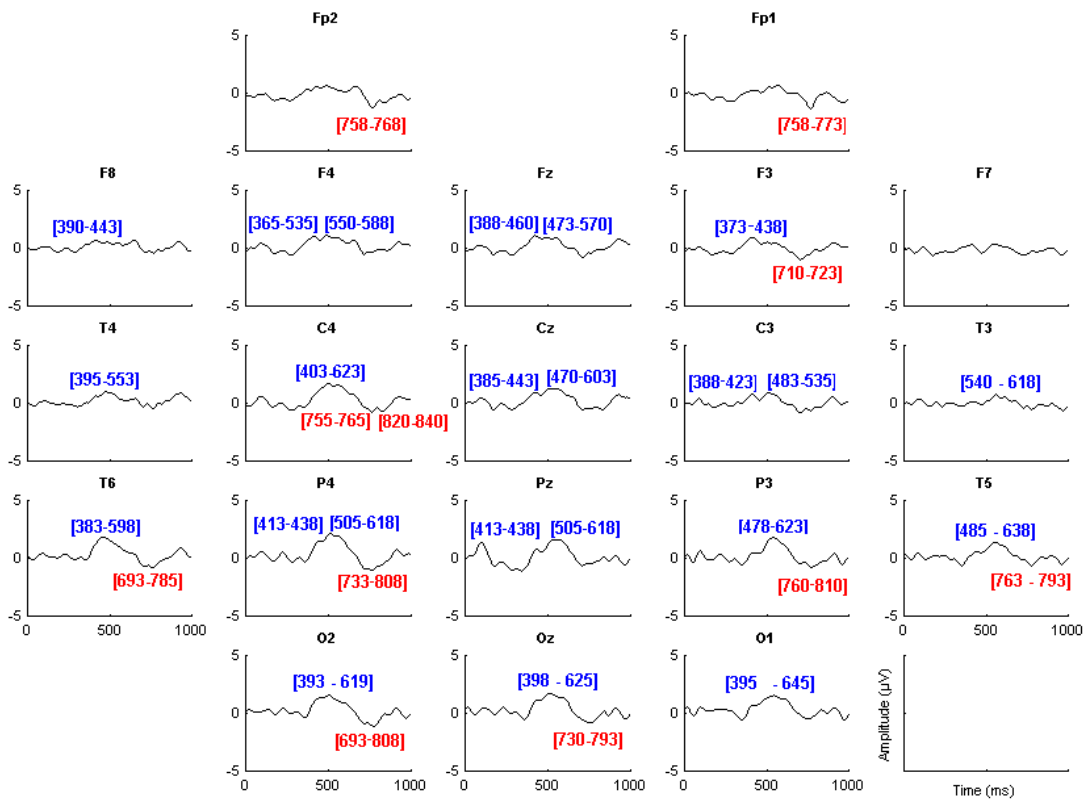 Fp2 Fp1
5 5
0 0
[758-768] [758-773]
-5 -5
F8 F4 Fz F3 F7
5 5 5 5 5
[390-443] [365-535] [550-588] [388-460] [473-570] [373-438]
0 0 0 0 0
[710-723]
-5 -5 -5 -5 -5
T4 C4 Cz C3 T3
5 5 5 5 5
[395-553] [403-623] [385-443] [470-603] [388-423] [483-535] [540 - 618]
0 0 0 0 0
[755-765] [820-840]
-5 -5 -5 -5 -5
T6 P4 Pz P3 T5
5 5 5 5 5
[383-598] [413-438] [505-618] [413-438] [505-618] [478-623] [485 - 638]
0 0 0 0 0
[693-785] [733-808] [760-810] [763 - 793]
-5 -5 -5 -5 -5
0 500 1000 0 500 1000
O2 Oz O1
5 5 5
[393 - 619] [398 - 625] [395 - 645]
0 0 0
[693-808] [730-793]
-5 -5 -5
0 500 1000 0 500 1000 0 500 1000
Amplitude (µV)
Time (ms)